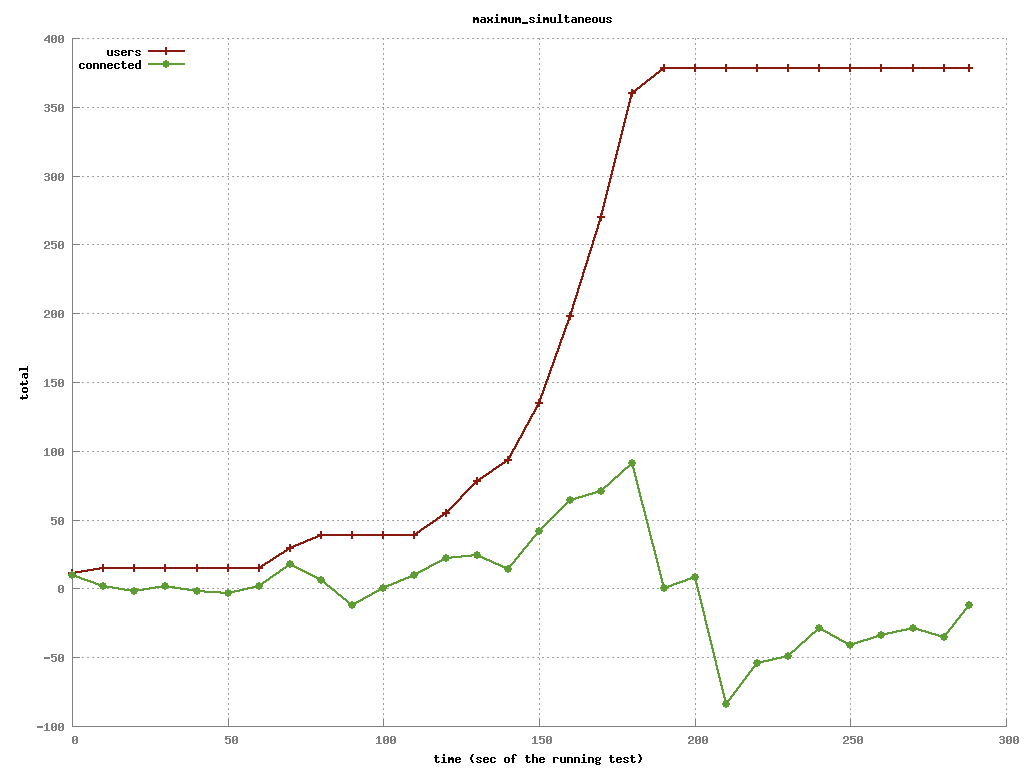 maximum_simultaneous
400
users
connected
350
300
250
200
150
100
50
0
-50
-100
0 50 100 150 200 250 300
total
time (sec of the running test)